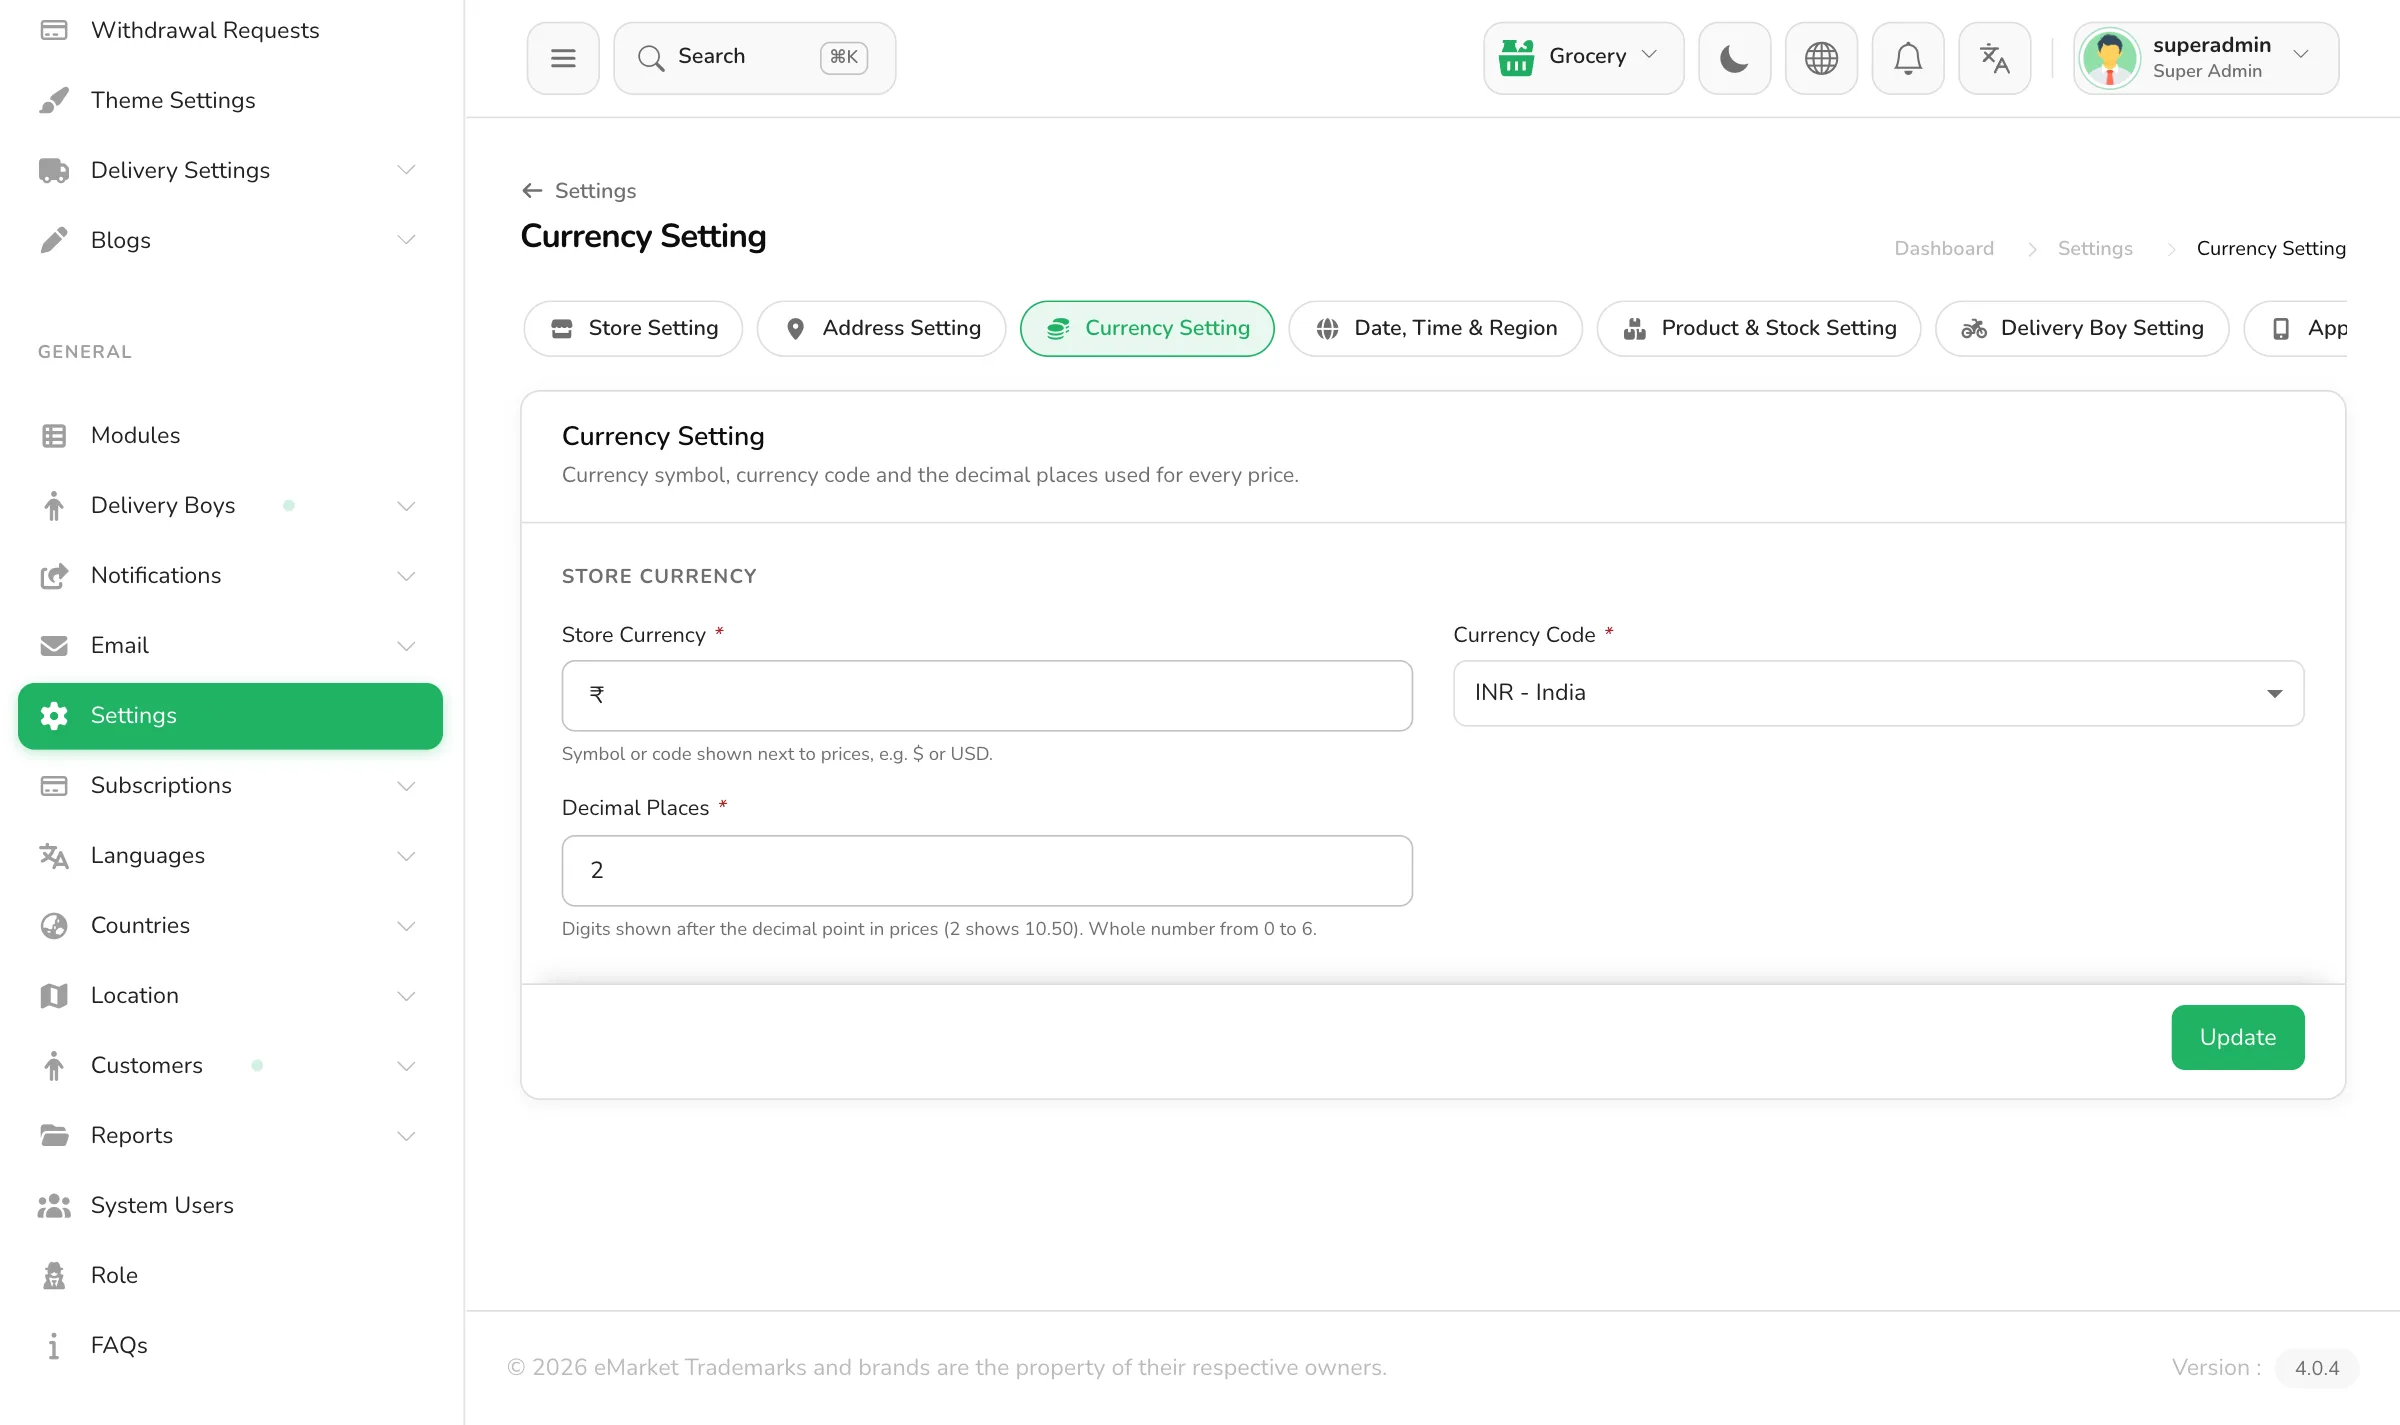 Withdrawal Requests
Theme Settings
Delivery Settings
Blogs
GENERAL
Modules
Delivery Boys
Notifications
Email
Settings
Subscriptions
Languages
Countries
Location
Customers
Reports
System Users
Role
FAQs
Search ⌘K
Grocery
superadmin
Super Admin
Settings
Currency Setting
Dashboard Settings Currency Setting
Store Setting Address Setting Currency Setting Date, Time & Region Product & Stock Setting Delivery Boy Setting App
Currency Setting
Currency symbol, currency code and the decimal places used for every price.
STORE CURRENCY
Store Currency *
₹
Symbol or code shown next to prices, e.g. $ or USD.
Currency Code *
INR - India
Decimal Places *
2
Digits shown after the decimal point in prices (2 shows 10.50). Whole number from 0 to 6.
Update
© 2026 eMarket Trademarks and brands are the property of their respective owners.
Version : 4.0.4